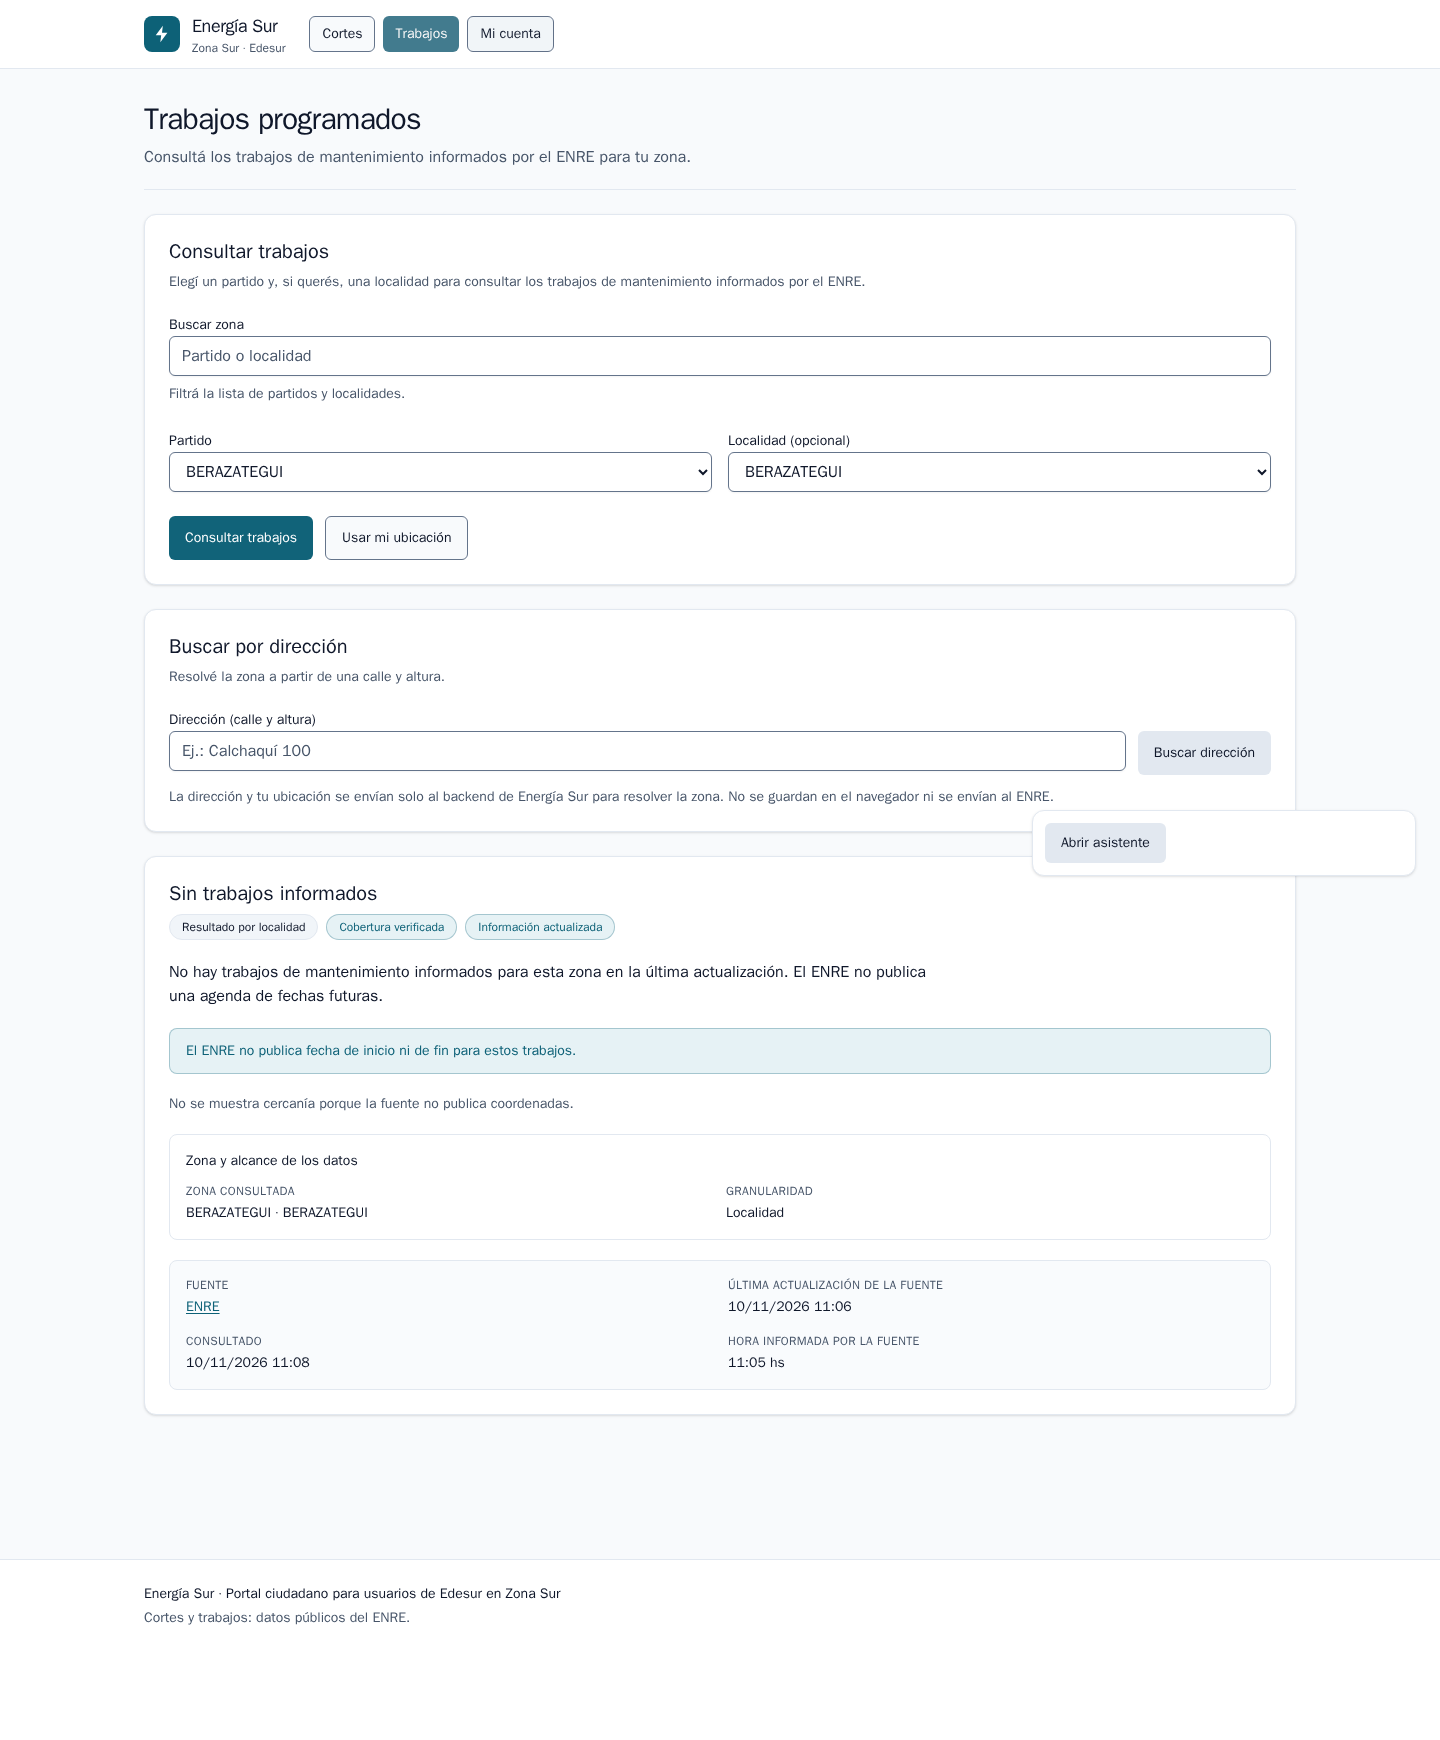 Energía Sur
Zona Sur · Edesur
Cortes
Trabajos
Mi cuenta
Trabajos programados
Consultá los trabajos de mantenimiento informados por el ENRE para tu zona.
Consultar trabajos
Elegí un partido y, si querés, una localidad para consultar los trabajos de mantenimiento informados por el ENRE.
Buscar zona
Partido o localidad
Filtrá la lista de partidos y localidades.
Partido
BERAZATEGUI
Localidad (opcional)
BERAZATEGUI
Consultar trabajos
Usar mi ubicación
Buscar por dirección
Resolvé la zona a partir de una calle y altura.
Dirección (calle y altura)
Ej.: Calchaquí 100
Buscar dirección
La dirección y tu ubicación se envían solo al backend de Energía Sur para resolver la zona. No se guardan en el navegador ni se envían al ENRE.
Abrir asistente
Sin trabajos informados
Resultado por localidad
Cobertura verificada
Información actualizada
No hay trabajos de mantenimiento informados para esta zona en la última actualización. El ENRE no publica
una agenda de fechas futuras.
El ENRE no publica fecha de inicio ni de fin para estos trabajos.
No se muestra cercanía porque la fuente no publica coordenadas.
Zona y alcance de los datos
ZONA CONSULTADA
BERAZATEGUI · BERAZATEGUI
GRANULARIDAD
Localidad
FUENTE
ENRE
ÚLTIMA ACTUALIZACIÓN DE LA FUENTE
10/11/2026 11:06
CONSULTADO
10/11/2026 11:08
HORA INFORMADA POR LA FUENTE
11:05 hs
Energía Sur · Portal ciudadano para usuarios de Edesur en Zona Sur
Cortes y trabajos: datos públicos del ENRE.